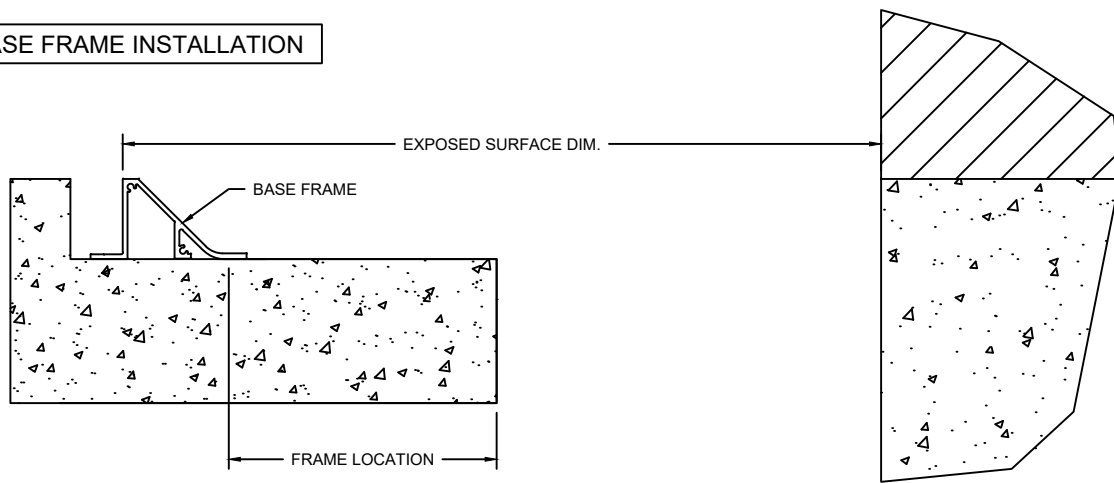 ASE FRAME INSTALLATION
EXPOSED SURFACE DIM.
BASE FRAME
FRAME LOCATION